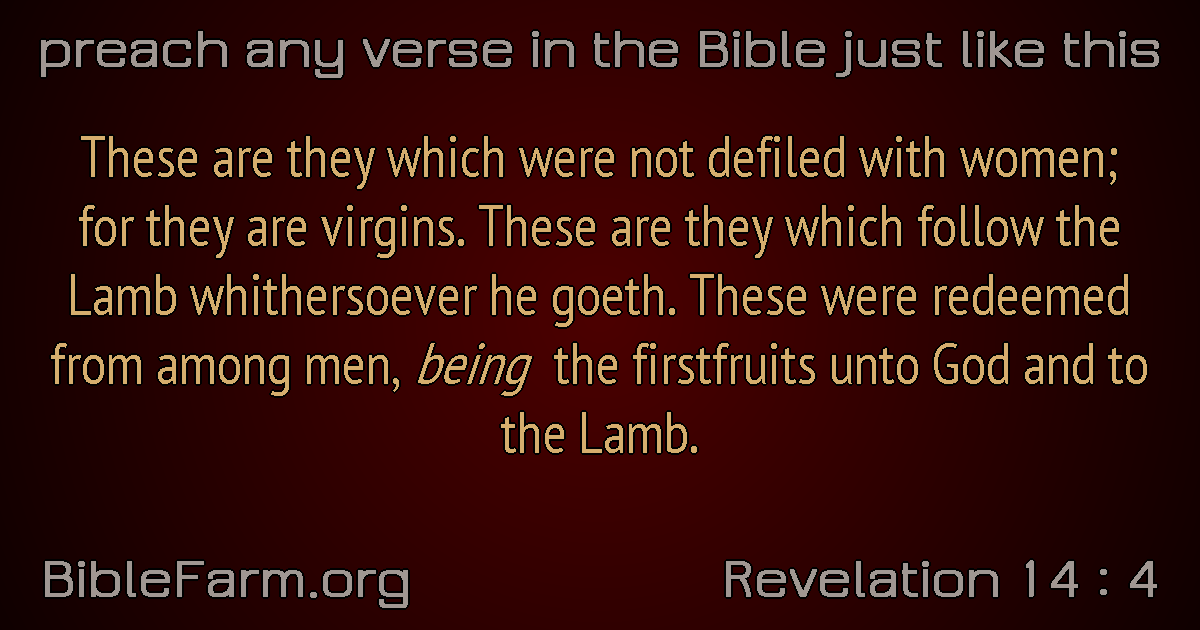 preach any verse in the Bible just like this
These are they which were not defiled with women;
for they are virgins. These are they which follow the
Lamb whithersoever he goeth. These were redeemed
from among men, being the firstfruits unto God and to
the Lamb.
BibleFarm.org
Revelation 14 : 4